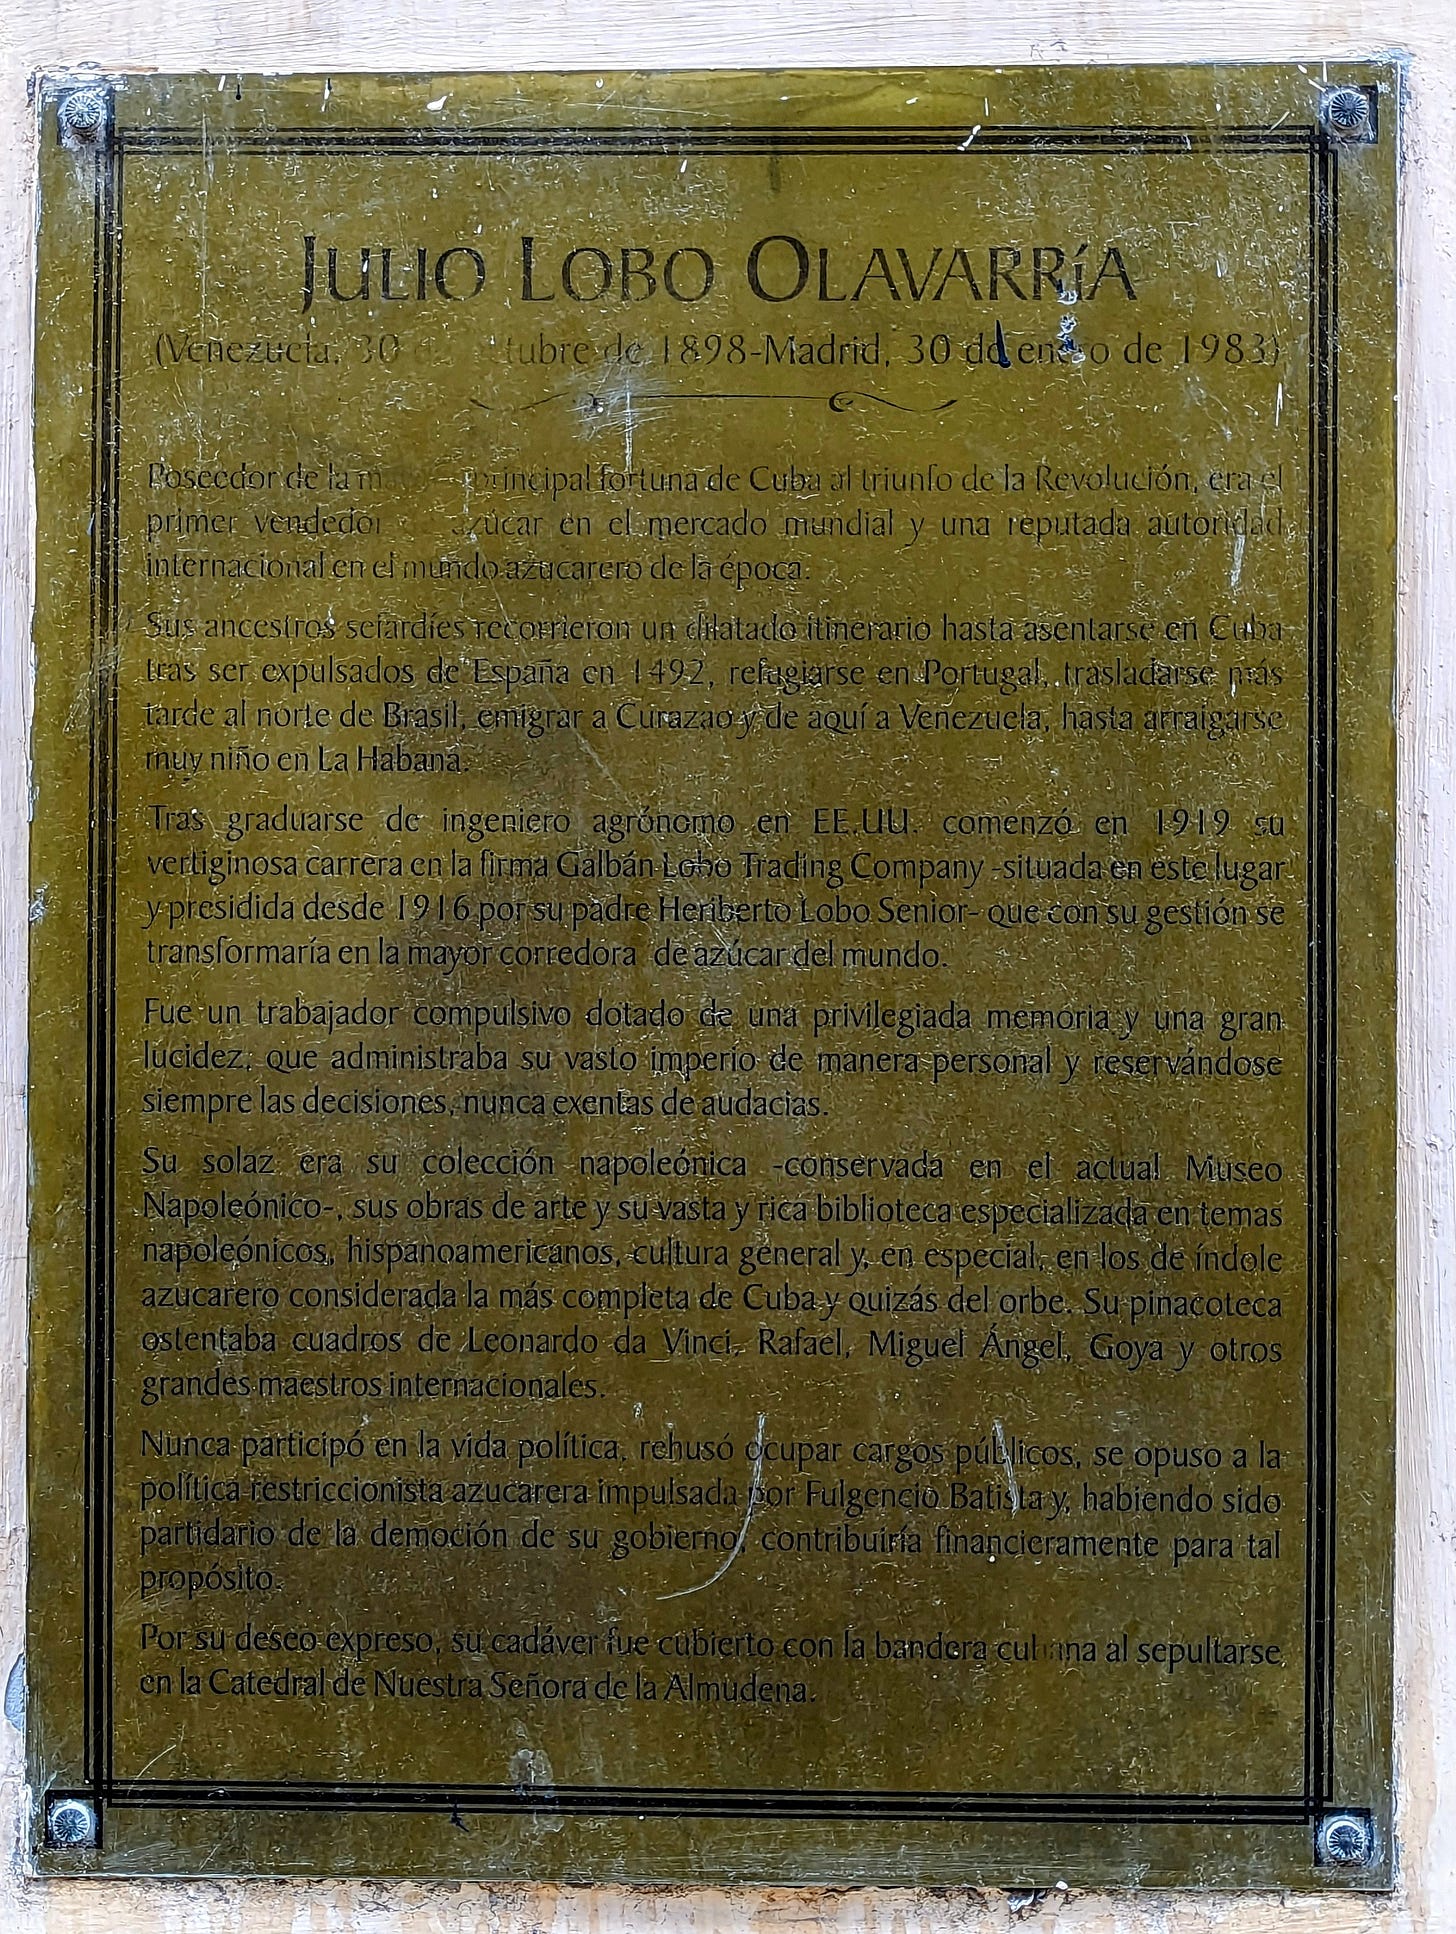 JULIO LOBO OLAVARRíA
(Venezuela, 30 de octubre de 1898-Madrid, 30 de enero de 1983)
Poseedor de la principal fortuna de Cuba al triunfo de la Revolución, era el
primer vendedor de azúcar en el mercado mundial y una reputada autoridad
internacional en el mundo azucarero de la época.
Sus ancestros sefardíes recorrieron un dilatado itinerario hasta asentarse en Cuba
tras ser expulsados de España en 1492, refugiarse en Portugal, trasladarse más
tarde al norte de Brasil, emigrar a Curazao y de aquí a Venezuela, hasta arraigarse
muy niño en La Habana.
Tras graduarse de ingeniero agrónomo en EE.UU. comenzó en 1919 su
vertiginosa carrera en la firma Galbán Lobo Trading Company -situada en este lugar
y presidida desde 1916 por su padre Heriberto Lobo Senior- que con su gestión se
transformaría en la mayor corredora de azúcar del mundo.
Fue un trabajador compulsivo dotado de una privilegiada memoria y una gran
lucidez, que administraba su vasto imperio de manera personal y reservándose
siempre las decisiones, nunca exentas de audacias.
Su solaz era su colección napoleónica -conservada en el actual Museo
Napoleónico-, sus obras de arte y su vasta y rica biblioteca especializada en temas
napoleónicos, hispanoamericanos, cultura general y, en especial, en los de índole
azucarero considerada la más completa de Cuba y quizás del orbe. Su pinacoteca
ostentaba cuadros de Leonardo da Vinci, Rafael, Miguel Ángel, Goya y otros
grandes maestros internacionales.
Nunca participó en la vida política, rehusó ocupar cargos públicos, se opuso a la
política restriccionista azucarera impulsada por Fulgencio Batista y, habiendo sido
partidario de la democión de su gobierno, contribuiría financieramente para tal
propósito.
Por su deseo expreso, su cadáver fue cubierto con la bandera cubana al sepultarse
en la Catedral de Nuestra Señora de la Almudena.